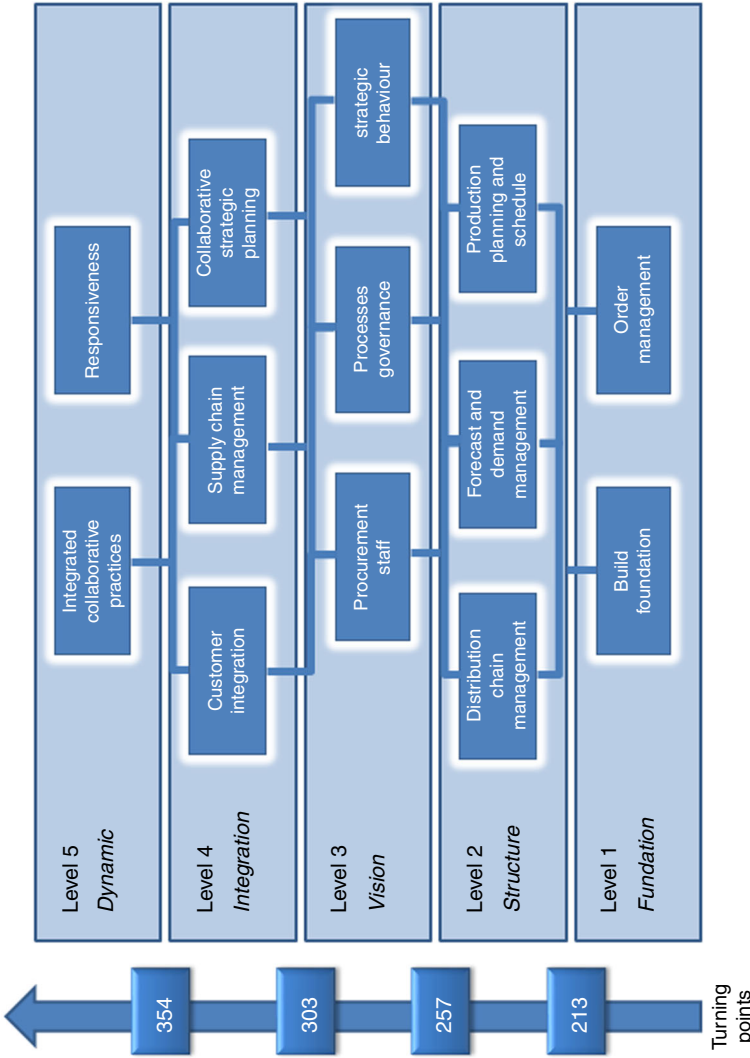 Level 5
Dynamic
Integrated
collaborative
practices
Responsiveness
354
Level 4
Integration
Customer
integration
Supply chain
management
Collaborative
strategic
planning
303
Level 3
Vision
Procurement
staff
Processes
governance
strategic
behaviour
257
Level 2
Structure
Distribution
chain
management
Forecast and
demand
management
Production
planning and
schedule
213
Level 1
Fundation
Build
foundation
Order
management
Turning
points